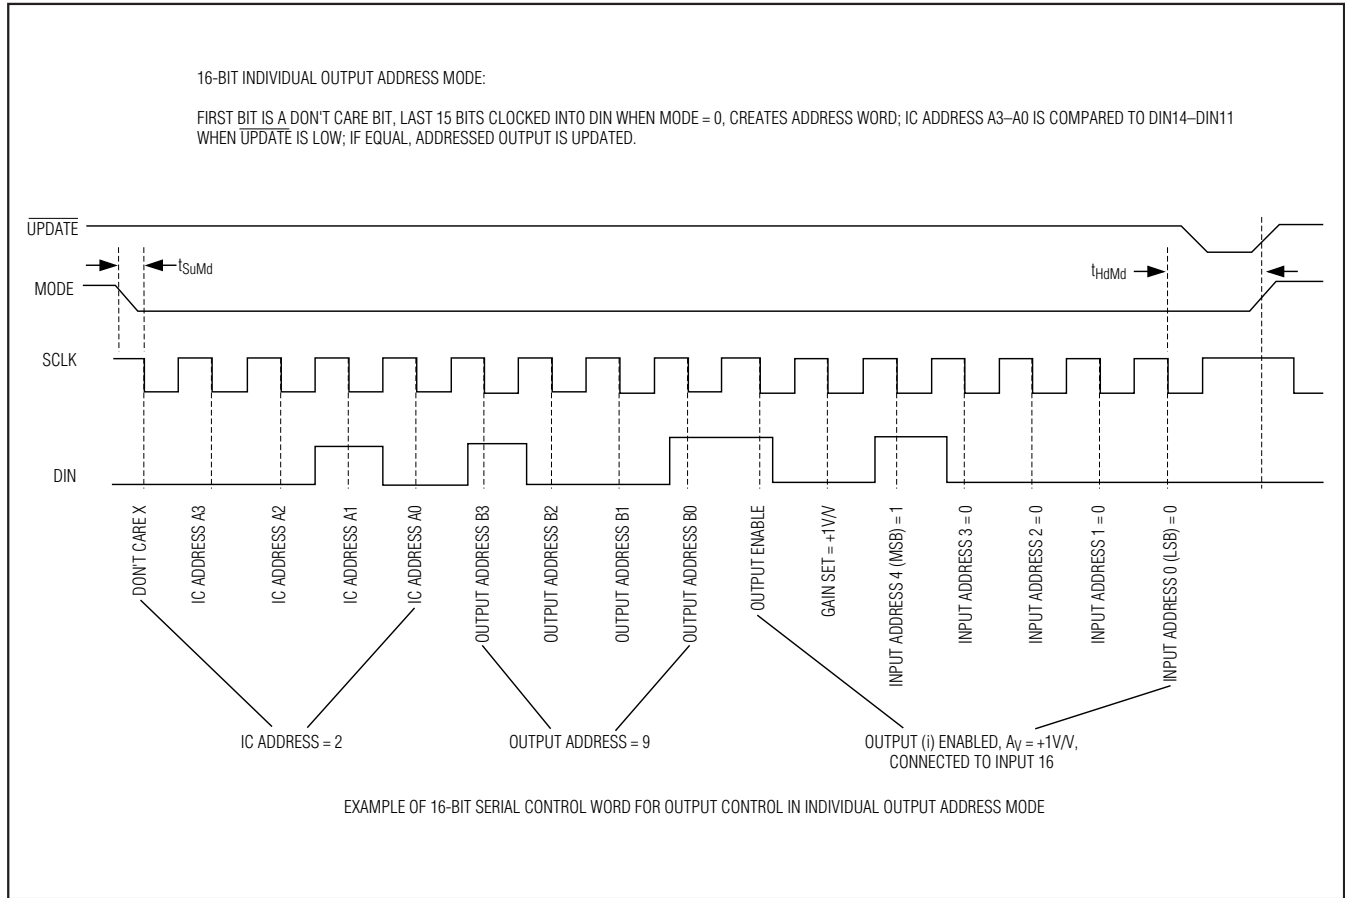 16-BIT INDIVIDUAL OUTPUT ADDRESS MODE:
FIRST BIT IS A DON'T CARE BIT, LAST 15 BITS CLOCKED INTO DIN WHEN MODE = 0, CREATES ADDRESS WORD; IC ADDRESS A3–A0 IS COMPARED TO DIN14–DIN11
WHEN UPDATE IS LOW; IF EQUAL, ADDRESSED OUTPUT IS UPDATED.
UPDATE
tSuMd
tHdMd
MODE
SCLK
DIN
DON'T CARE X
IC ADDRESS A3
IC ADDRESS A2
IC ADDRESS A1
IC ADDRESS A0
OUTPUT ADDRESS B3
OUTPUT ADDRESS B2
OUTPUT ADDRESS B1
OUTPUT ADDRESS B0
OUTPUT ENABLE
GAIN SET = +1V/V
INPUT ADDRESS 4 (MSB) = 1
INPUT ADDRESS 3 = 0
INPUT ADDRESS 2 = 0
INPUT ADDRESS 1 = 0
INPUT ADDRESS 0 (LSB) = 0
IC ADDRESS = 2
OUTPUT ADDRESS = 9
OUTPUT (i) ENABLED, AV = +1V/V,
CONNECTED TO INPUT 16
EXAMPLE OF 16-BIT SERIAL CONTROL WORD FOR OUTPUT CONTROL IN INDIVIDUAL OUTPUT ADDRESS MODE